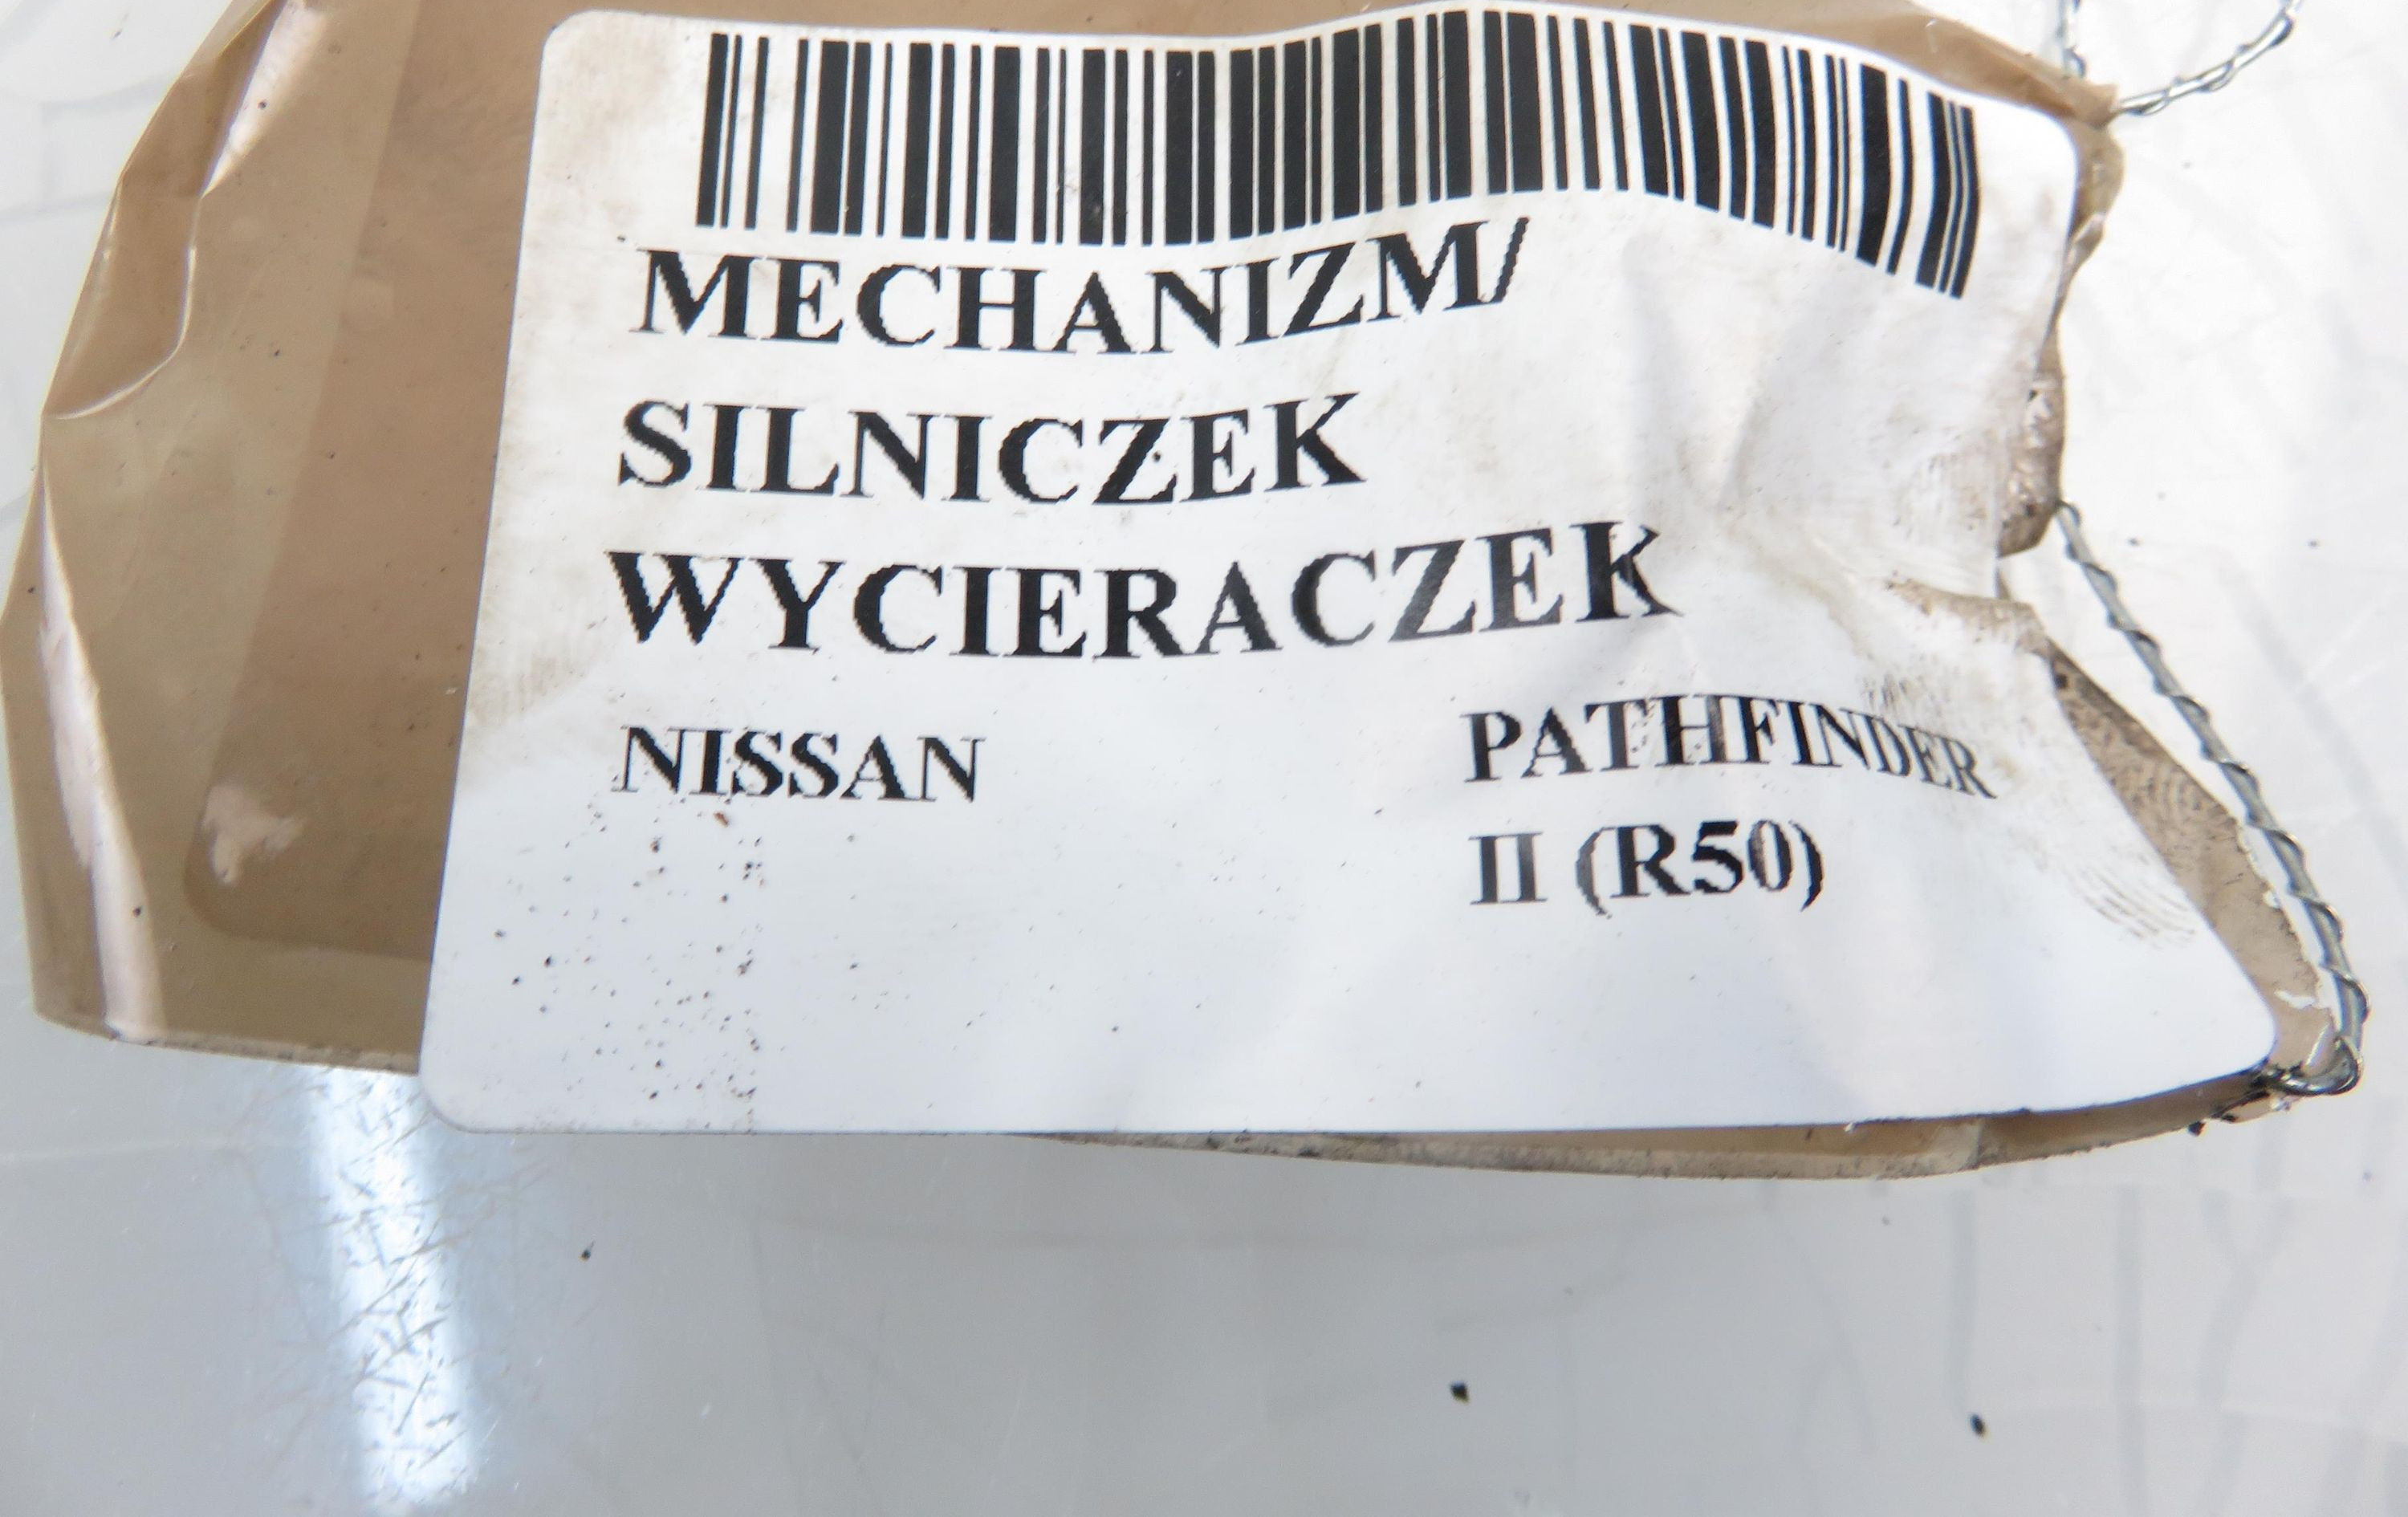 MECHANIZM/
SILNICZEK
WYCIERACZEK
NISSAN PATHFINDER
II (R50)